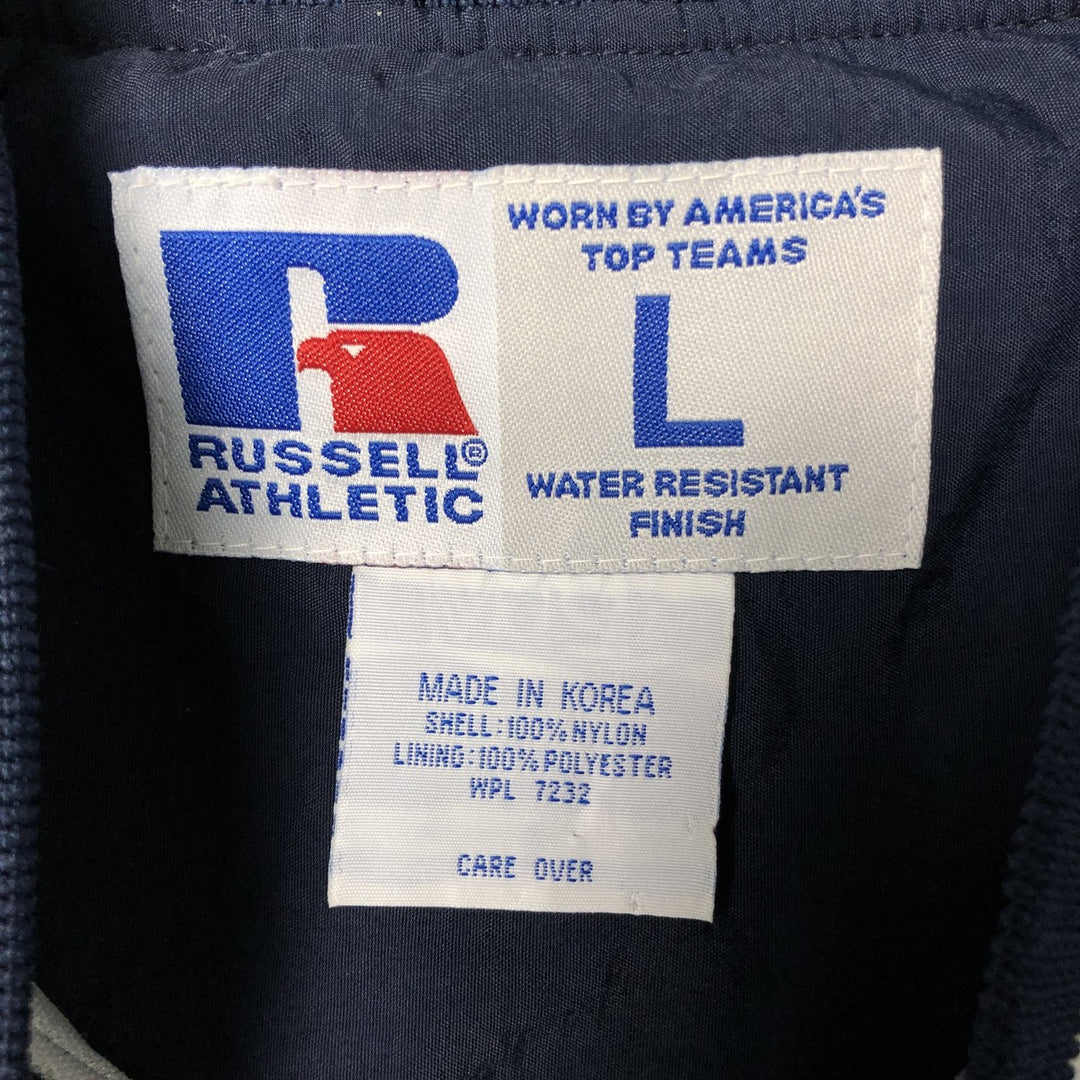 RUSSELL®
ATHLETIC
WORN BY AMERICA'S
TOP TEAMS
L
WATER RESISTANT
FINISH
MADE IN KOREA
SHELL:100% NYLON
LINING:100% POLYESTER
WPL 7232
CARE OVER